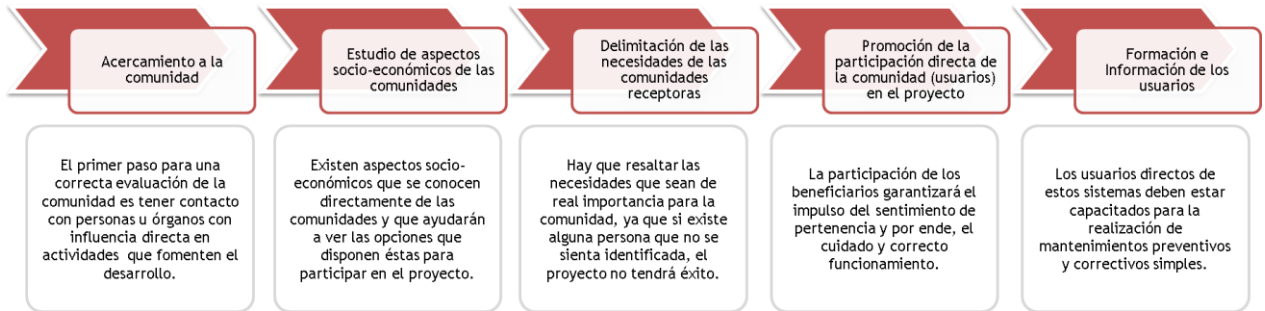 Acercamiento a la
comunidad
El primer paso para una
correcta evaluación de la
comunidad es tener contacto
con personas u órganos con
influencia directa en
actividades que fomenten el
desarrollo.
Estudio de aspectos
socio-económicos de las
comunidades
Existen aspectos socio-
económicos que se conocen
directamente de las
comunidades y que ayudarán
a ver las opciones que
disponen éstas para
participar en el proyecto.
Delimitación de las
necesidades de las
comunidades
receptoras
Hay que resaltar las
necesidades que sean de
real importancia para la
comunidad, ya que si existe
alguna persona que no se
sienta identificada, el
proyecto no tendrá éxito.
Promoción de la
participación directa de
la comunidad (usuarios)
en el proyecto
La participación de los
beneficiarios garantizará el
impulso del sentimiento de
pertenencia y por ende, el
cuidado y correcto
funcionamiento.
Formación e
Información de los
usuarios
Los usuarios directos de
estos sistemas deben estar
capacitados para la
realización de
mantenimientos preventivos
y correctivos simples.